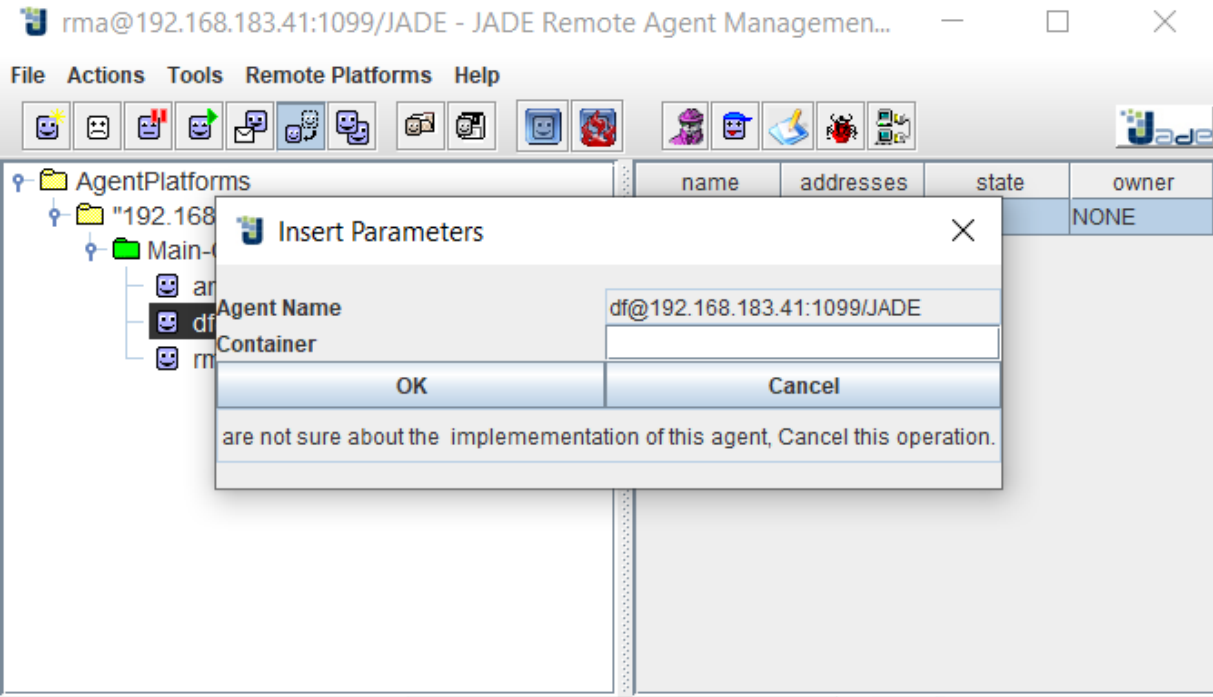 rma@192.168.183.41:1099/JADE - JADE Remote Agent Managemen...
File Actions Tools Remote Platforms Help
Jade
AgentPlatforms
name addresses state owner
"192.168
NONE
Insert Parameters
Main-
Agent Name df@192.168.183.41:1099/JADE
df
Container
OK Cancel
are not sure about the implemementation of this agent, Cancel this operation.